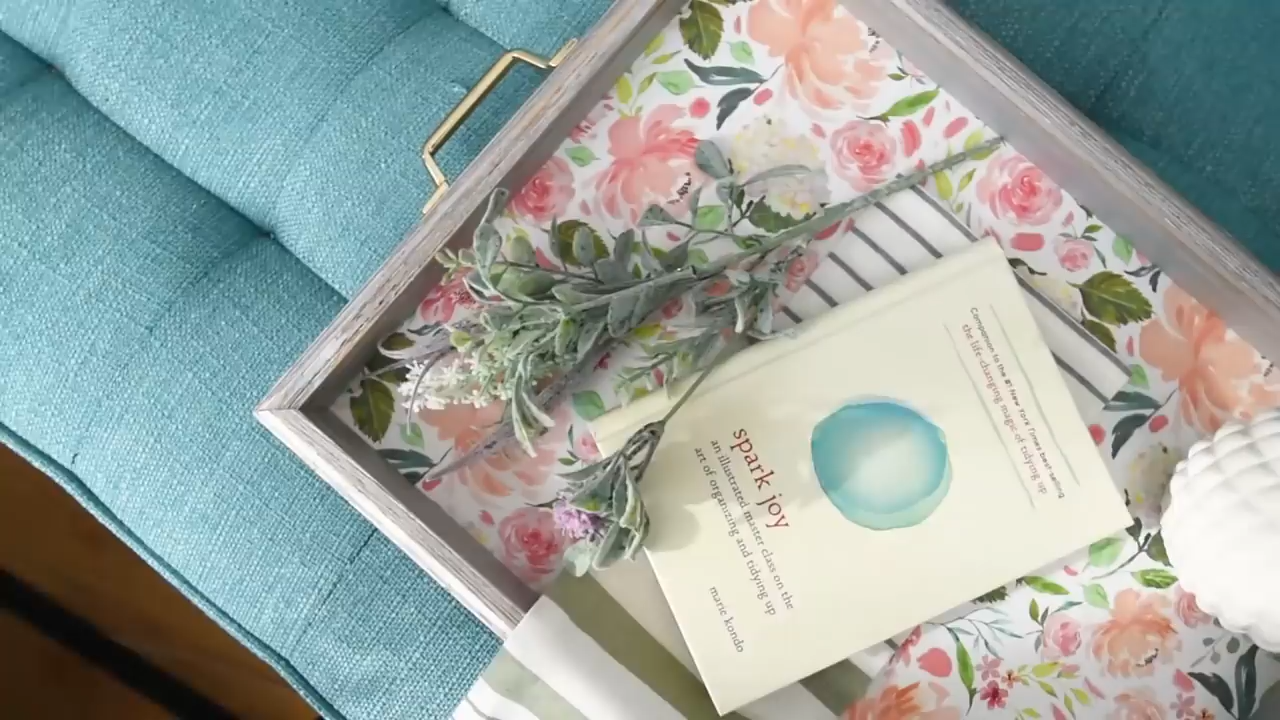 Companion to the #1 New York Times best-selling
the life-changing magic of tidying up
spark joy
an illustrated master class on the
art of organizing and tidying up
marie kondo